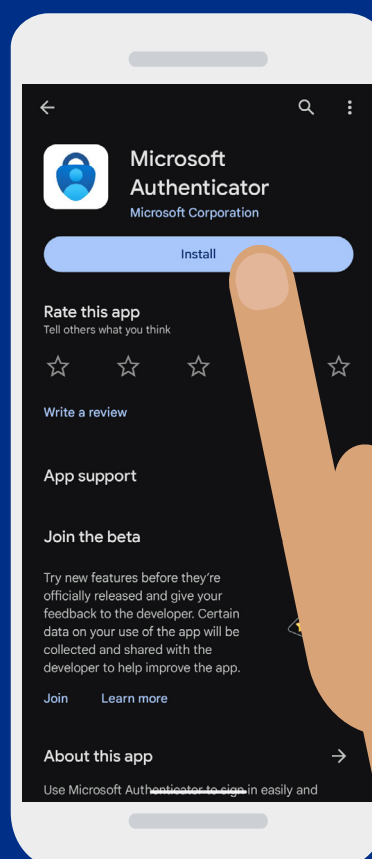 Microsoft
Authenticator
Microsoft Corporation
Install
Rate this app
Tell others what you think
Write a review
App support
Join the beta
Try new features before they're
officially released and give your
feedback to the developer. Certain
data on your use of the app will be
collected and shared with the
developer to help improve the app.
Join Learn more
About this app
Use Microsoft Authenticator to sign in easily and